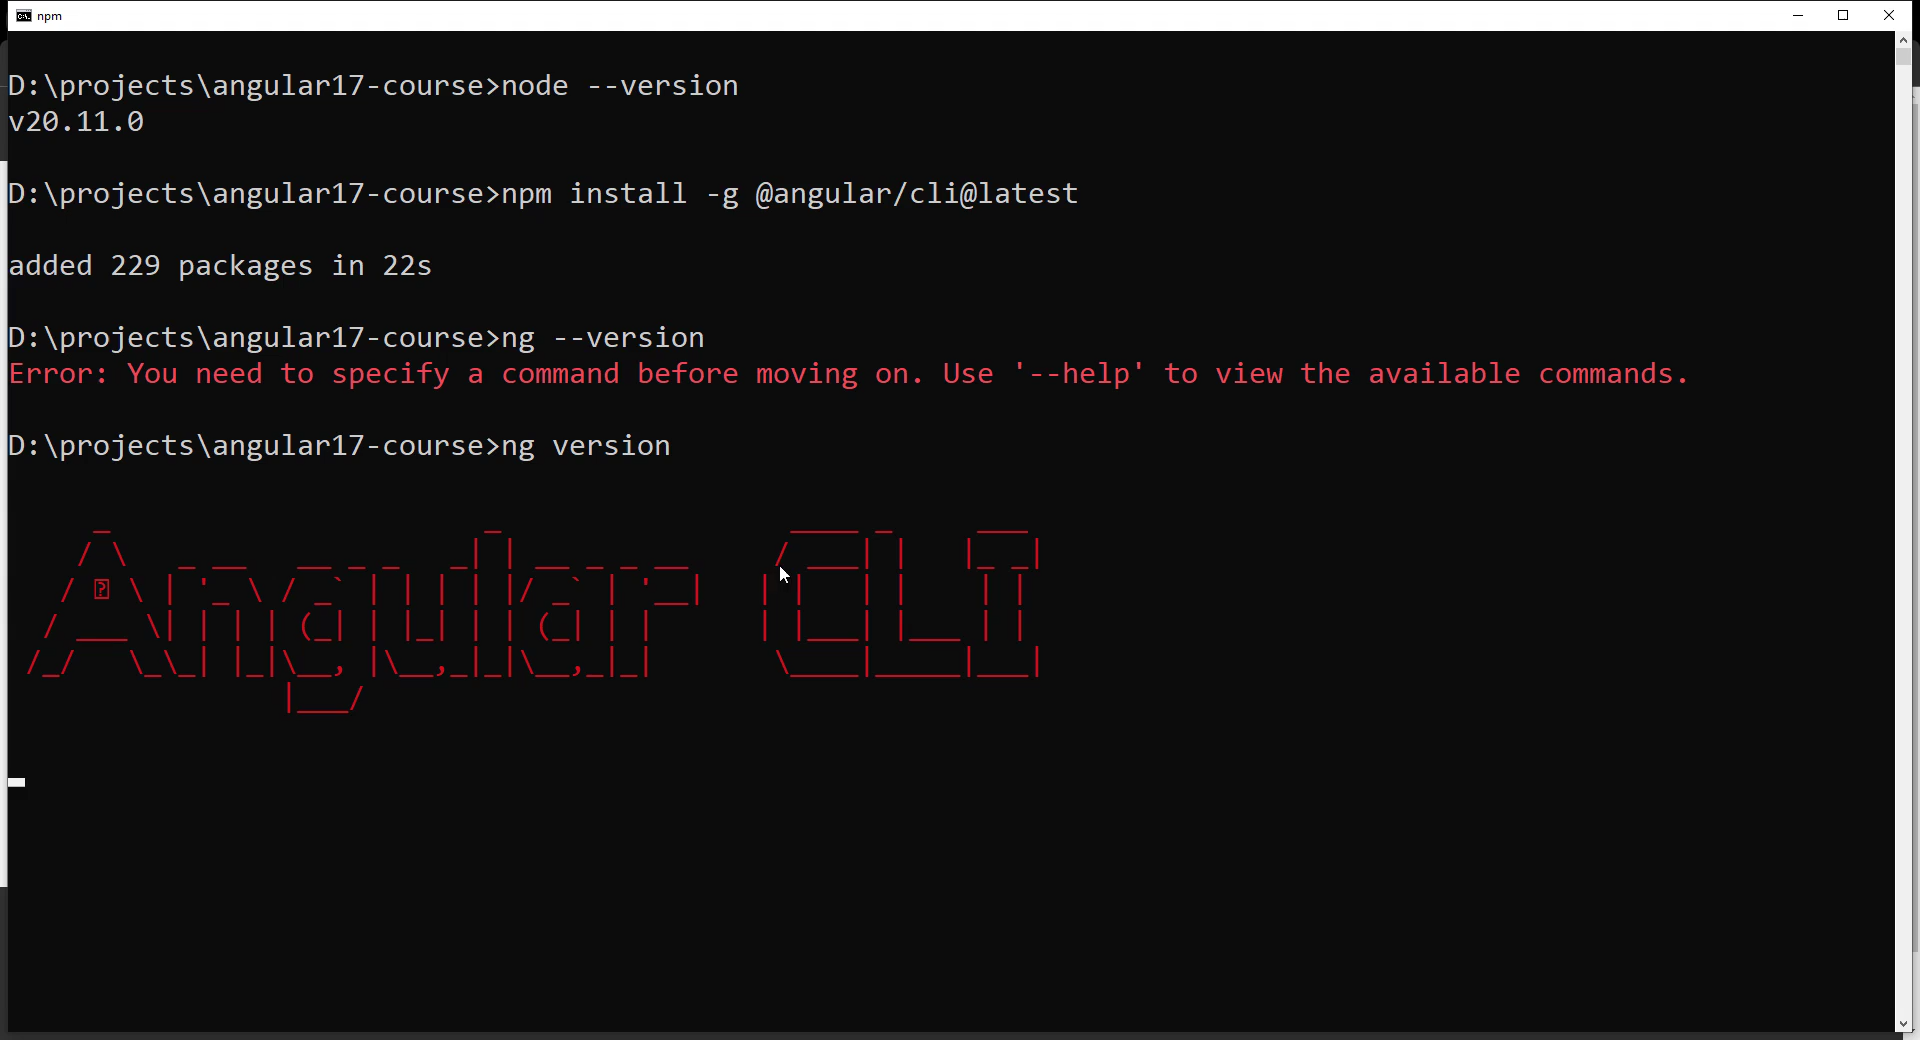 npm
D:\projects\angular17-course>node --version
v20.11.0
D:\projects\angular17-course>npm install -g @angular/cli@latest
added 229 packages in 22s
D:\projects\angular17-course>ng --version
Error: You need to specify a command before moving on. Use '--help' to view the available commands.
D:\projects\angular17-course>ng version
Angular CLI